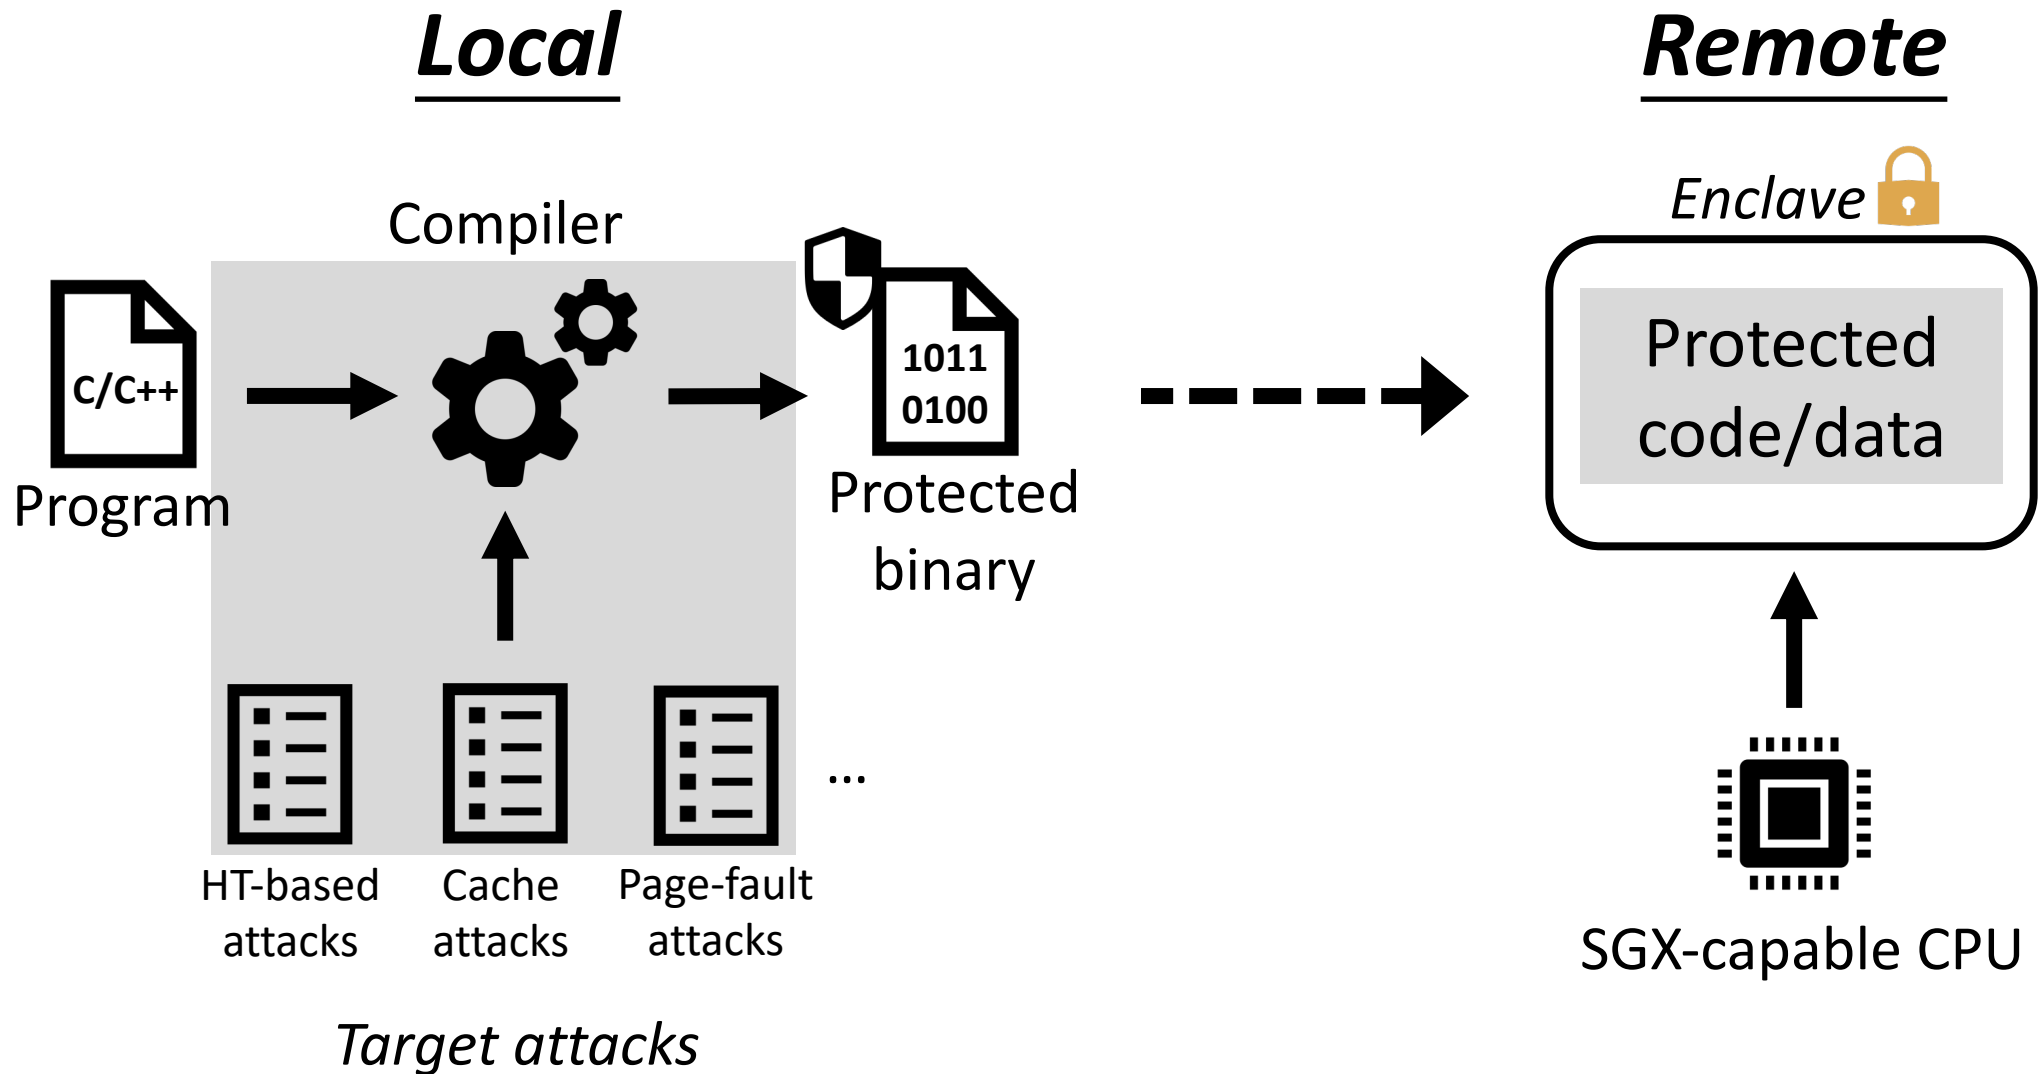 Local
Remote
Compiler
Enclave
C/C++
Program
1011
0100
Protected
binary
Protected
code/data
...
HT-based
attacks
Cache
attacks
Page-fault
attacks
SGX-capable CPU
Target attacks